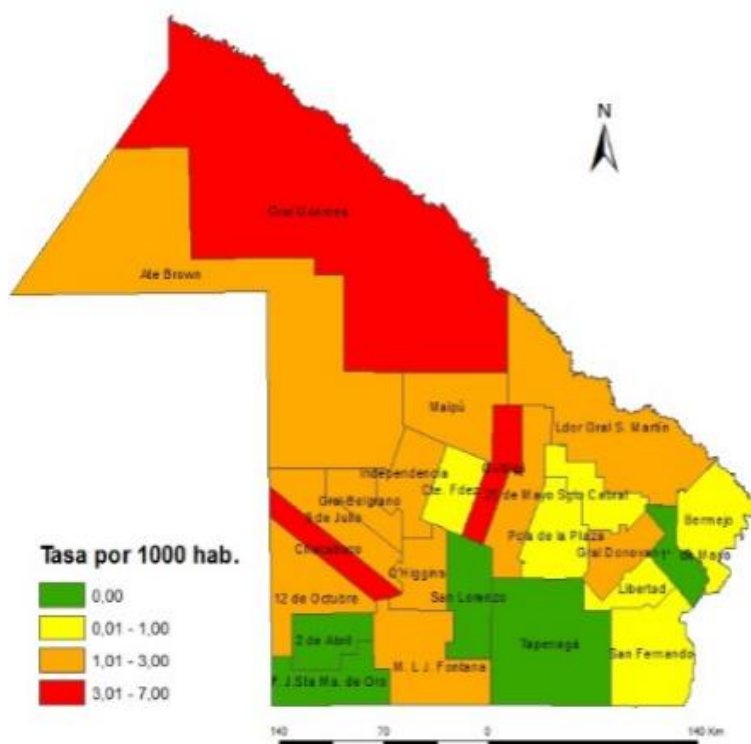 N
Gral Güemes
Ate Brown
Maipú
Ldor Gral S. Martín
Independencia
Quitilipi
Cte. Fdez
25 de Mayo
Sgto Cabral
Gral Belgrano
9 de Julio
Bermejo
Pcia de la Plaza
Chacabuco
Gral Donovan
1° de Mayo
O'Higgins
Libertad
12 de Octubre
San Lorenzo
2 de Abril
Tapenagá
San Fernando
M. L. J. Fontana
F. J. Sta Ma. de Oro
Tasa por 1000 hab.
0,00
0,01 - 1,00
1,01 - 3,00
3,01 - 7,00
140 70 0 140 Km